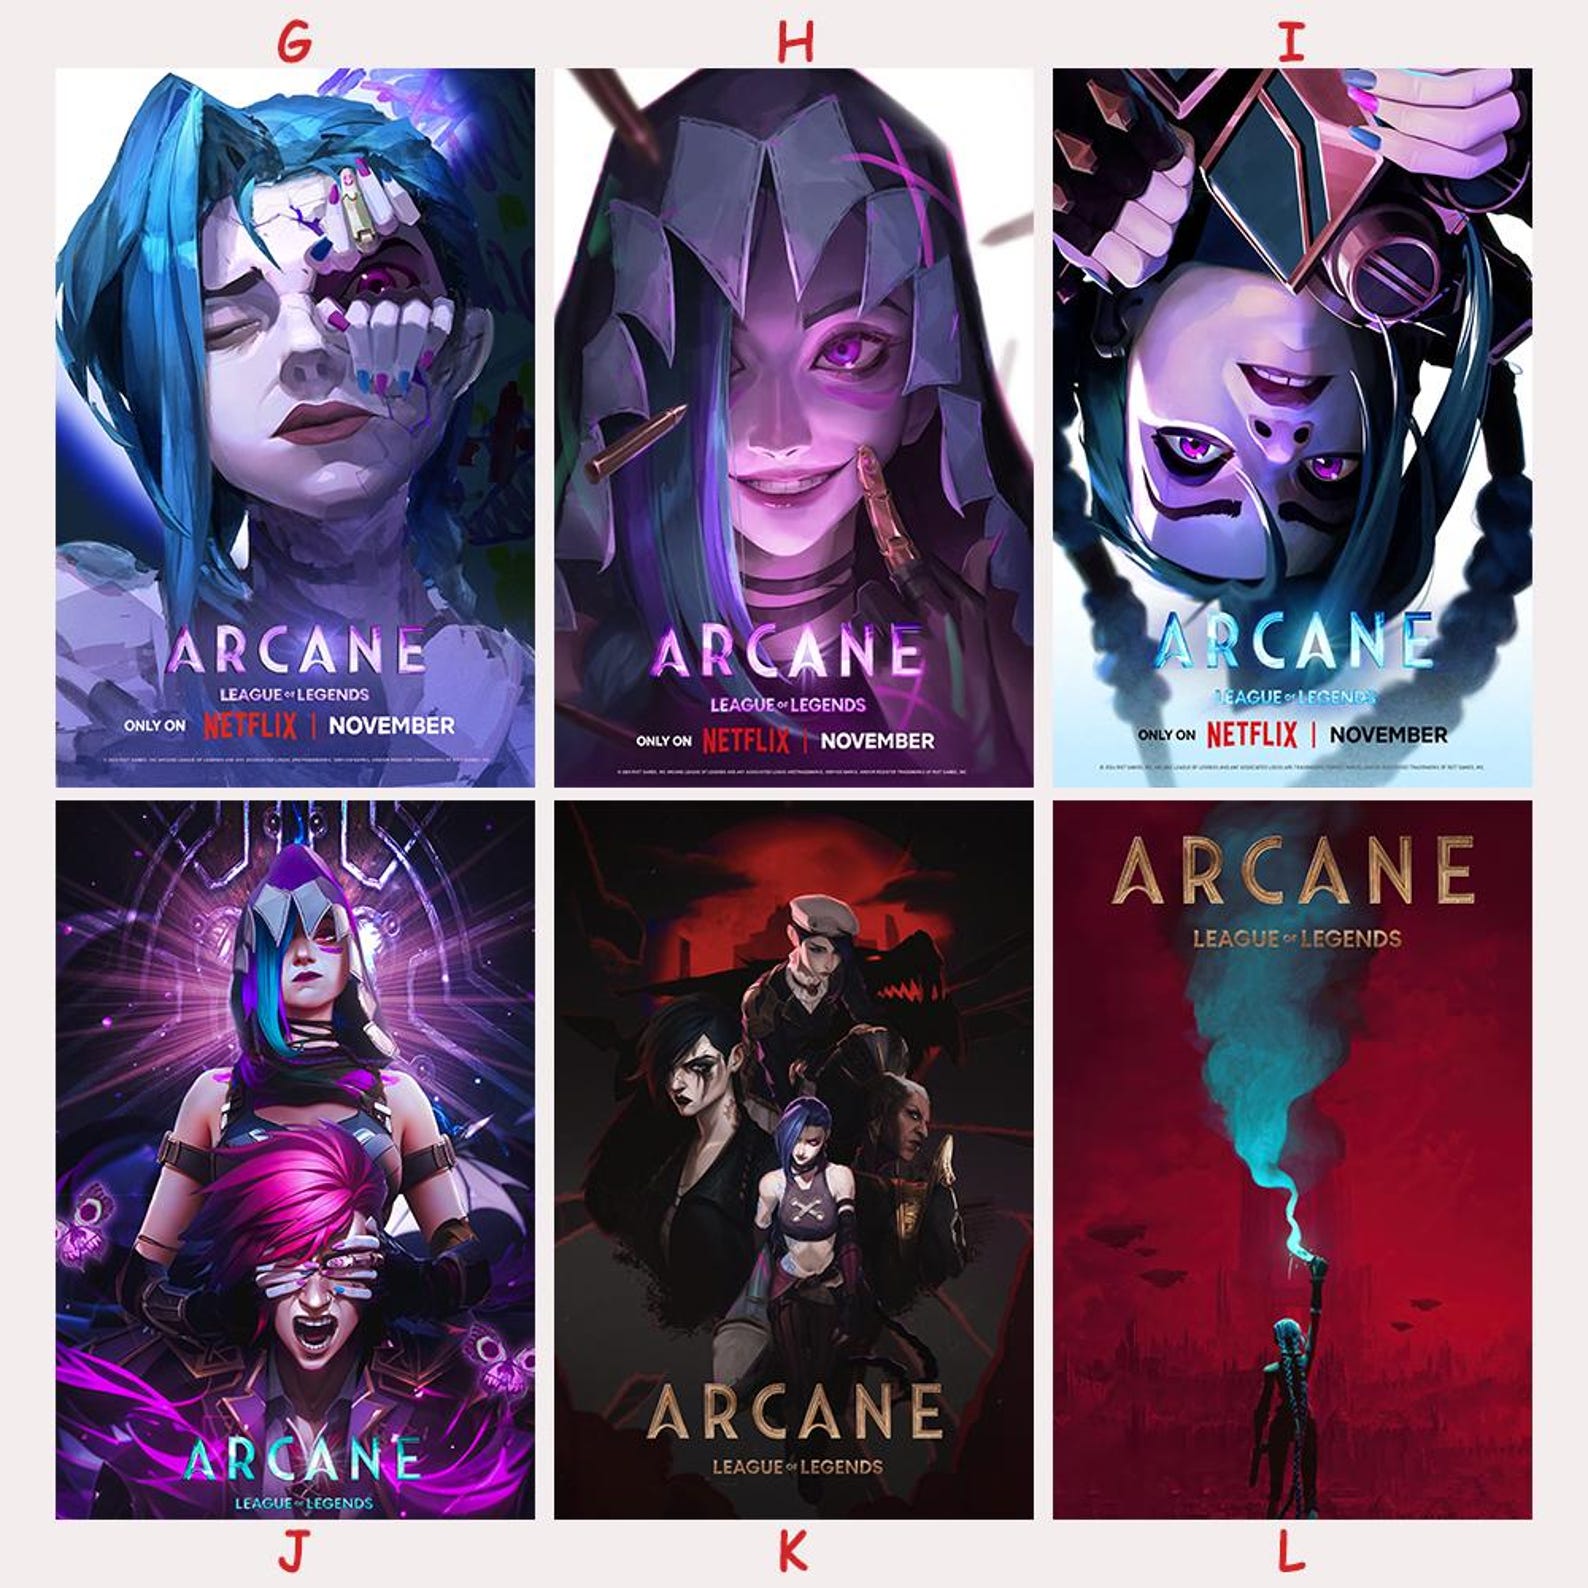 G
H
I
ARCANE
LEAGUE OF LEGENDS
ONLY ON NETFLIX | NOVEMBER
ARCANE
LEAGUE OF LEGENDS
ONLY ON NETFLIX | NOVEMBER
ARCANE
LEAGUE OF LEGENDS
ONLY ON NETFLIX | NOVEMBER
ARCANE
LEAGUE OF LEGENDS
ARCANE
LEAGUE OF LEGENDS
ARCANE
LEAGUE OF LEGENDS
J
K
L